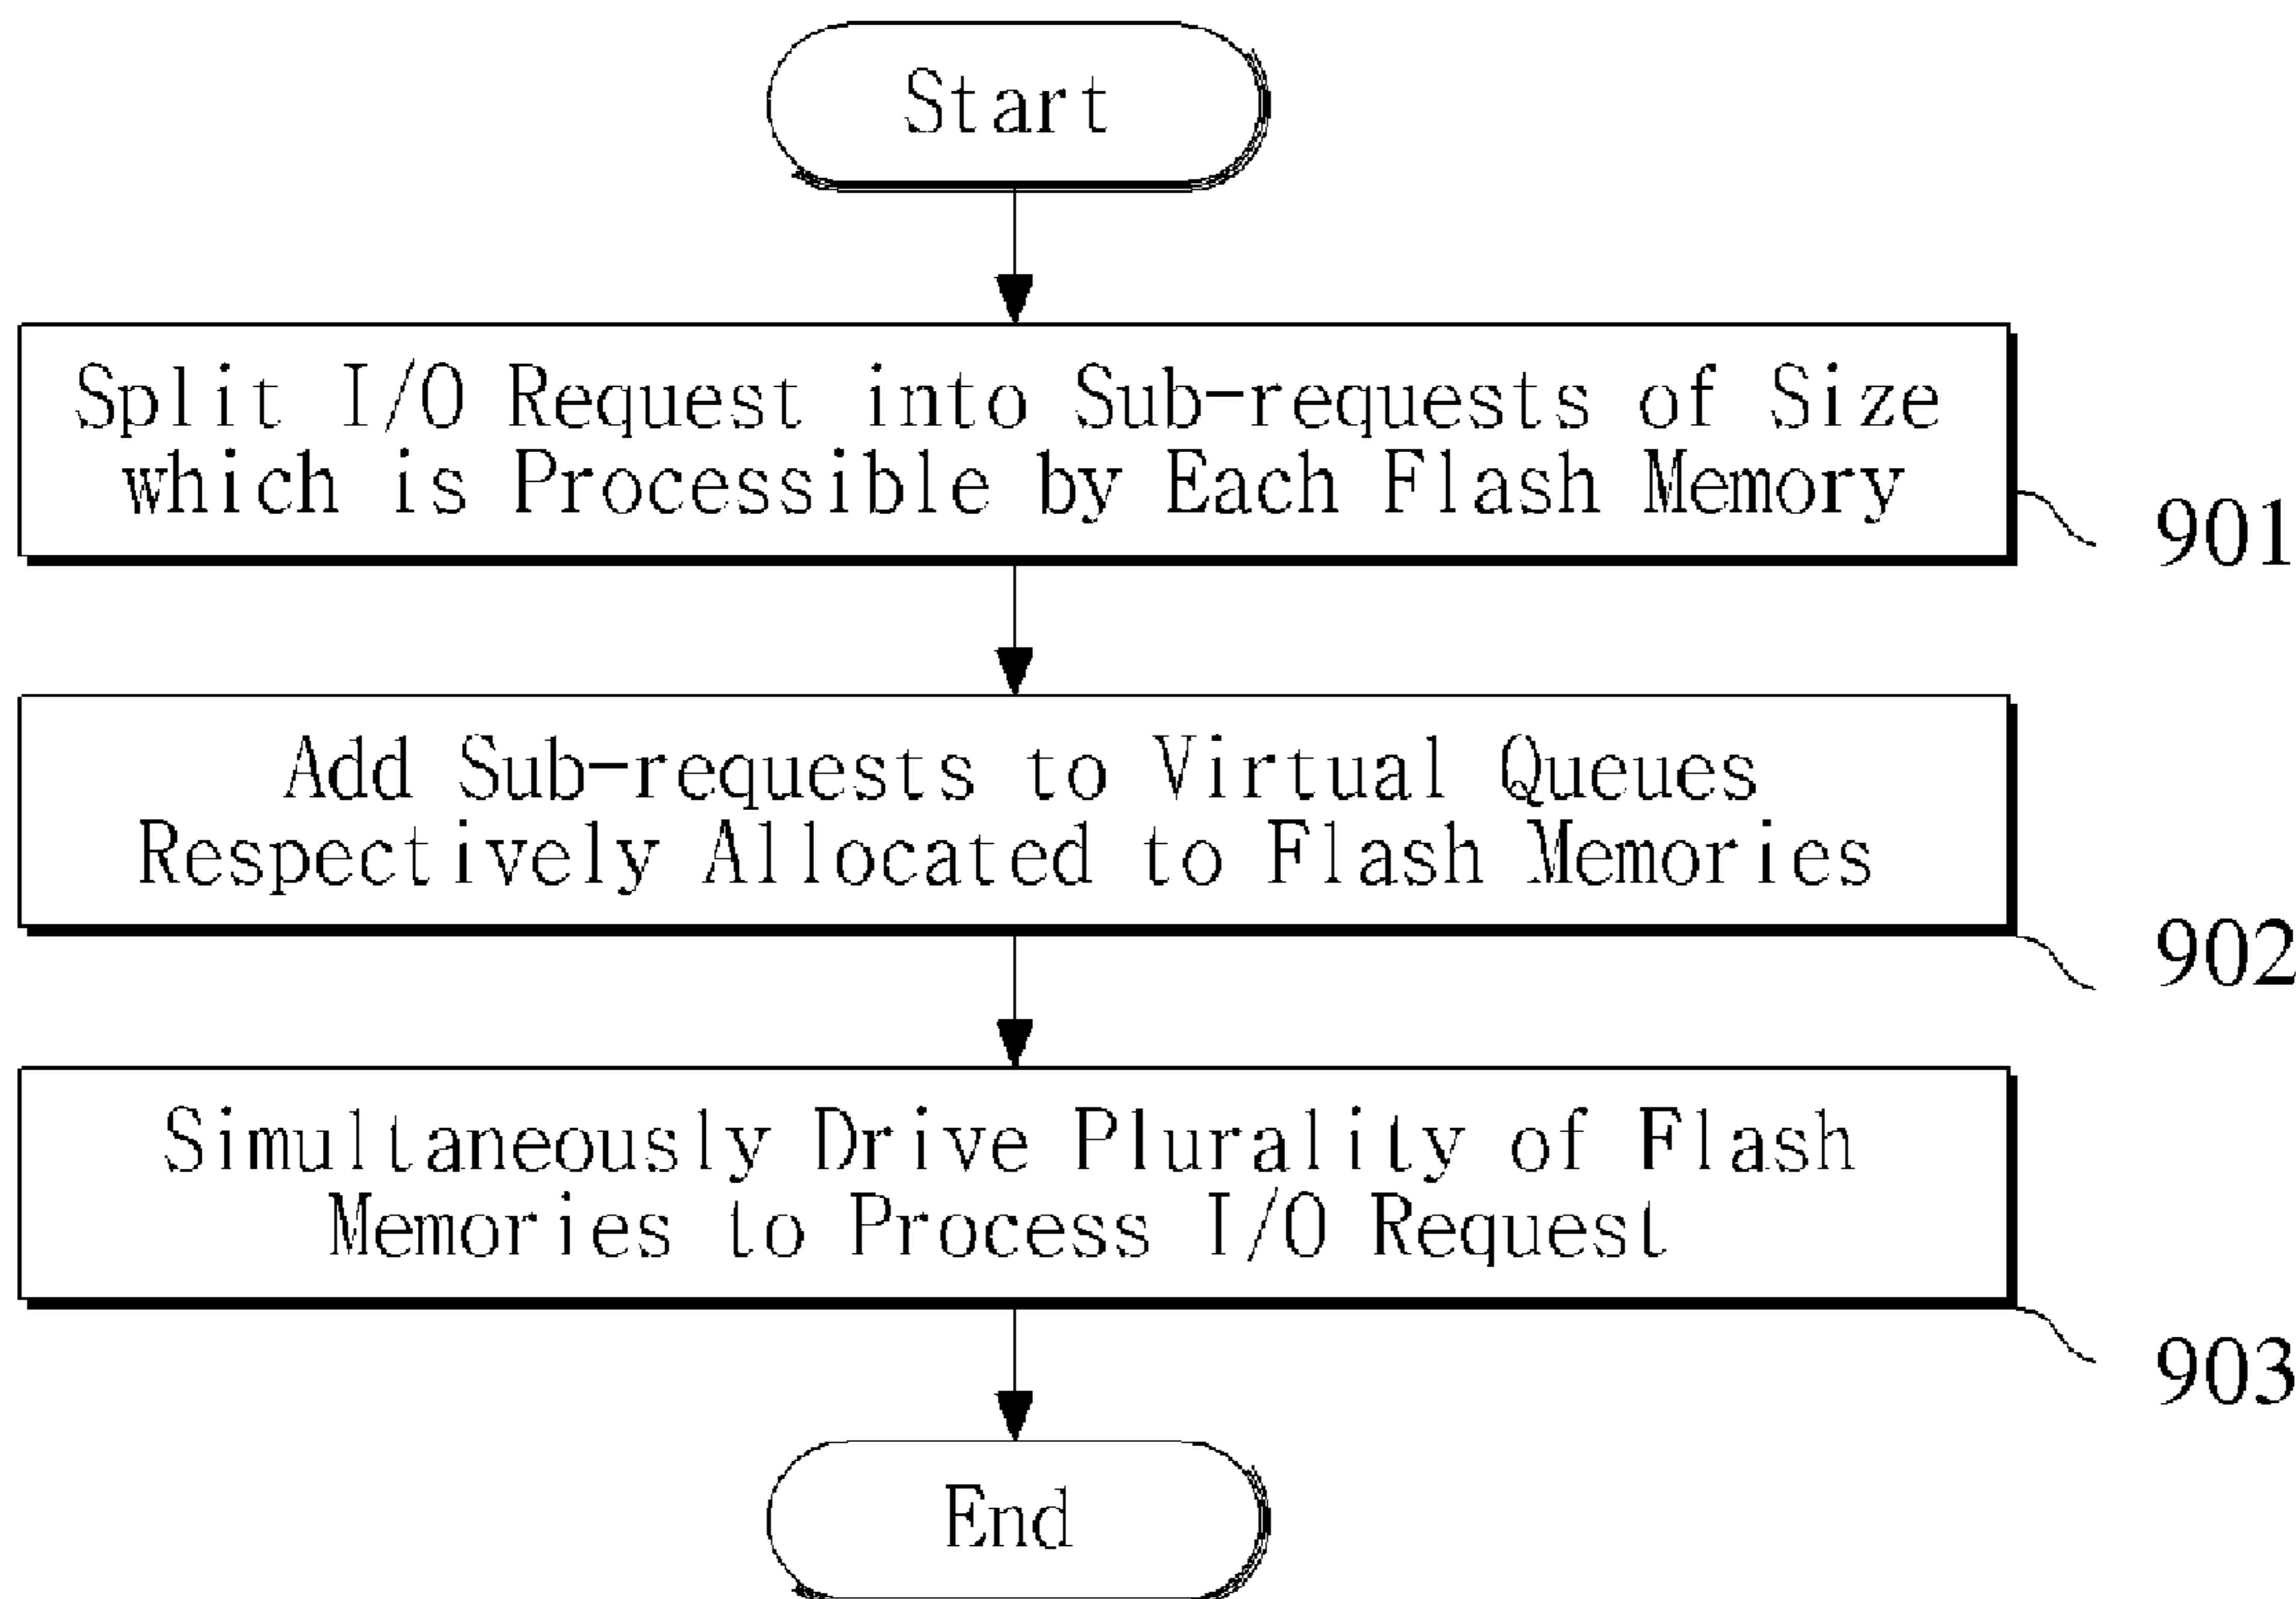 Start
Split I/O Request into Sub-requests of Size
which is Processible by Each Flash Memory
901
Add Sub-requests to Virtual Queues
Respectively Allocated to Flash Memories
902
Simultaneously Drive Plurality of Flash
Memories to Process I/O Request
903
End